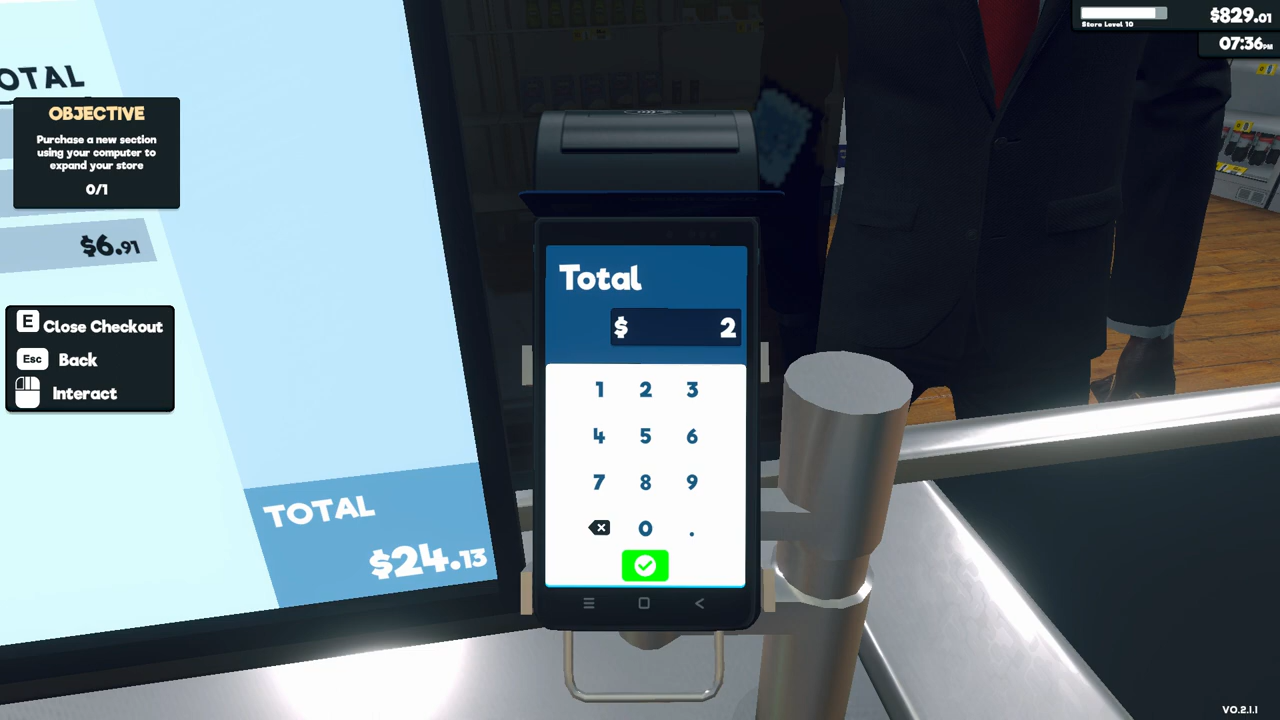 $829.01
Store Level 10
07:36PM
OTAL
OBJECTIVE
Purchase a new section
using your computer to
expand your store
0/1
$6.91
E Close Checkout
Esc Back
Interact
TOTAL
$24.13
Total
$ 2
1 2 3
4 5 6
7 8 9
0 .
V0.2.1.1